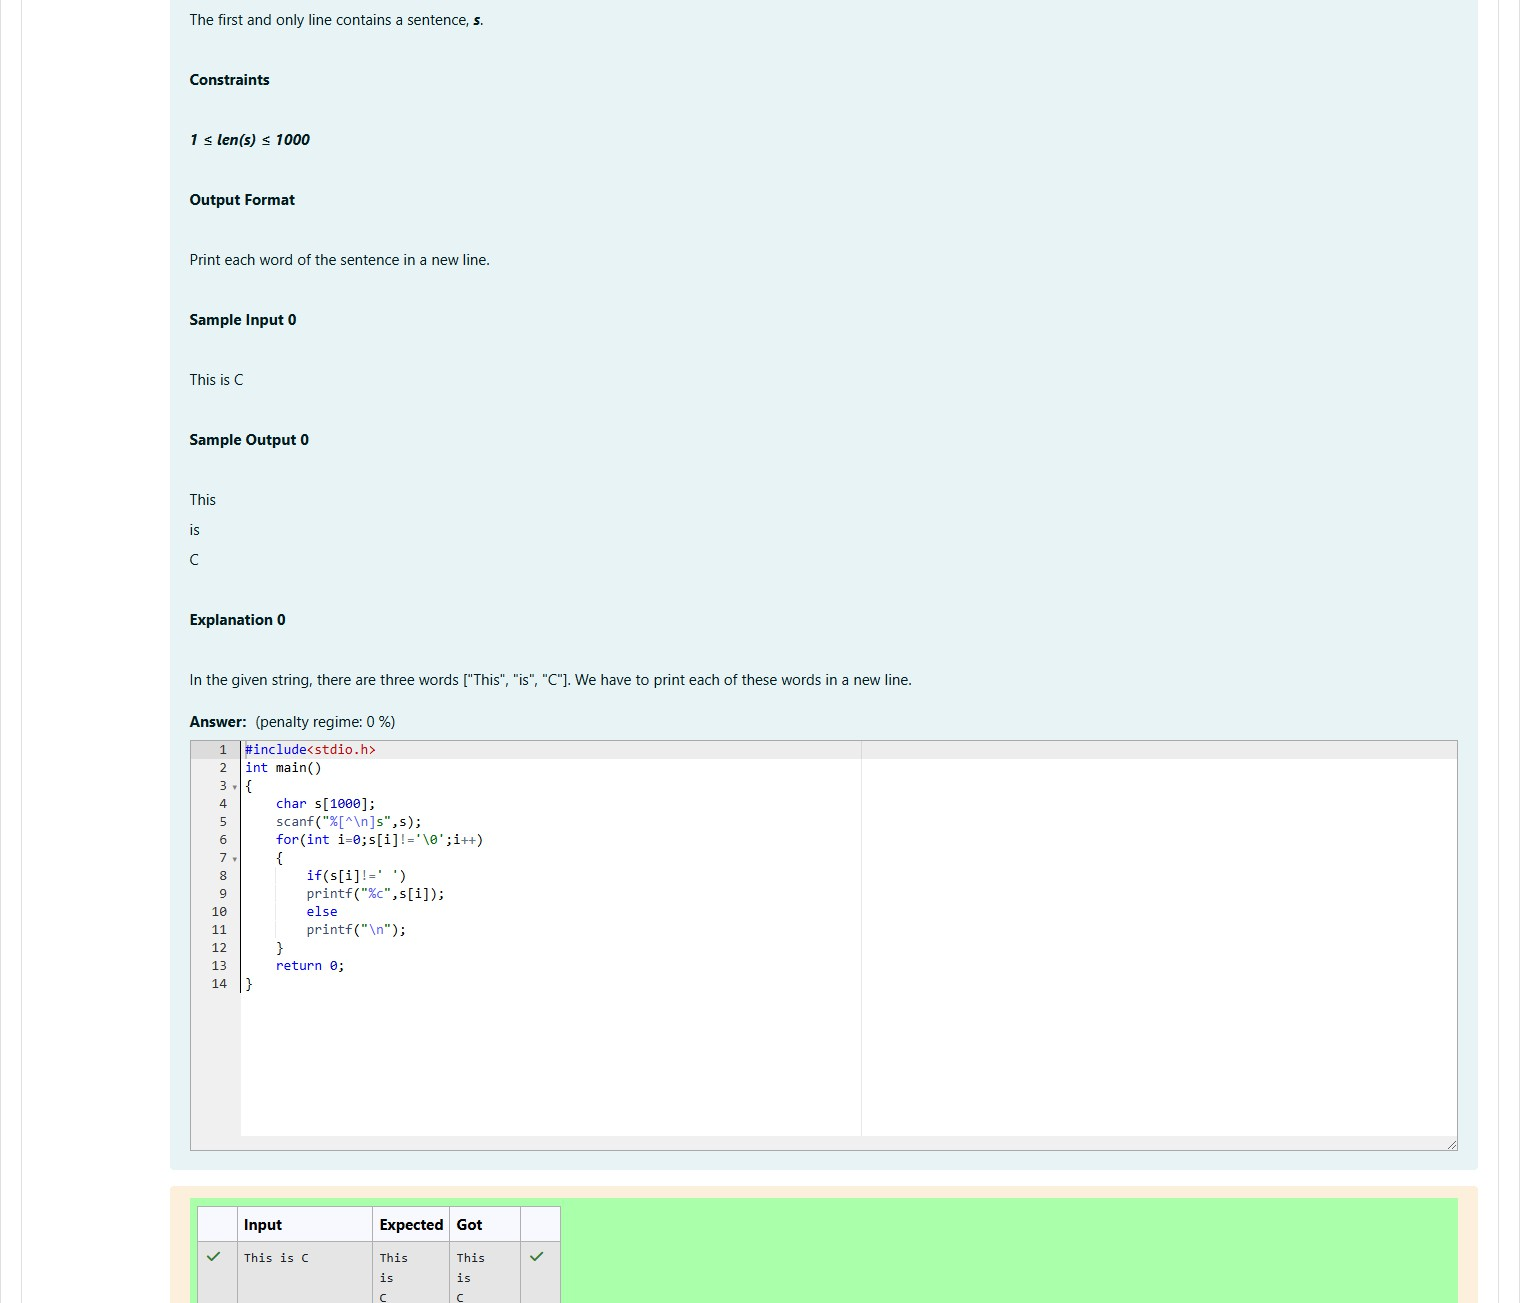 The first and only line contains a sentence, s.
Constraints
1 ≤ len(s) ≤ 1000
Output Format
Print each word of the sentence in a new line.
Sample Input 0
This is C
Sample Output 0
This
is
C
Explanation 0
In the given string, there are three words ["This", "is", "C"]. We have to print each of these words in a new line.
Answer: (penalty regime: 0 %)
1 #include<stdio.h>
2 int main()
3 {
4     char s[1000];
5     scanf("%[^\n]s",s);
6     for(int i=0;s[i]!='\0';i++)
7     {
8         if(s[i]!=' ')
9         printf("%c",s[i]);
10         else
11         printf("\n");
12     }
13     return 0;
14 }
Input Expected Got
This is C This This
is is
C C